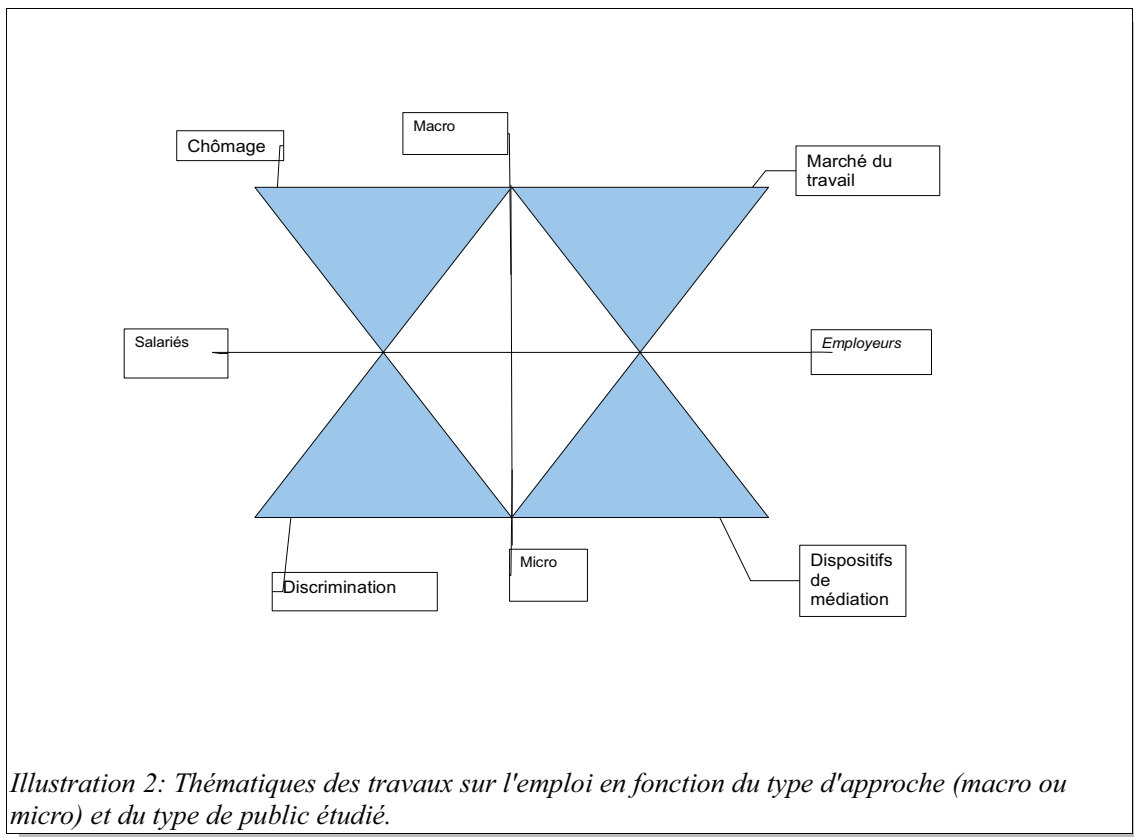 Macro
Chômage
Marché du
travail
Salariés
Employeurs
Micro
Dispositifs
de
médiation
Discrimination
Illustration 2: Thématiques des travaux sur l'emploi en fonction du type d'approche (macro ou
micro) et du type de public étudié.